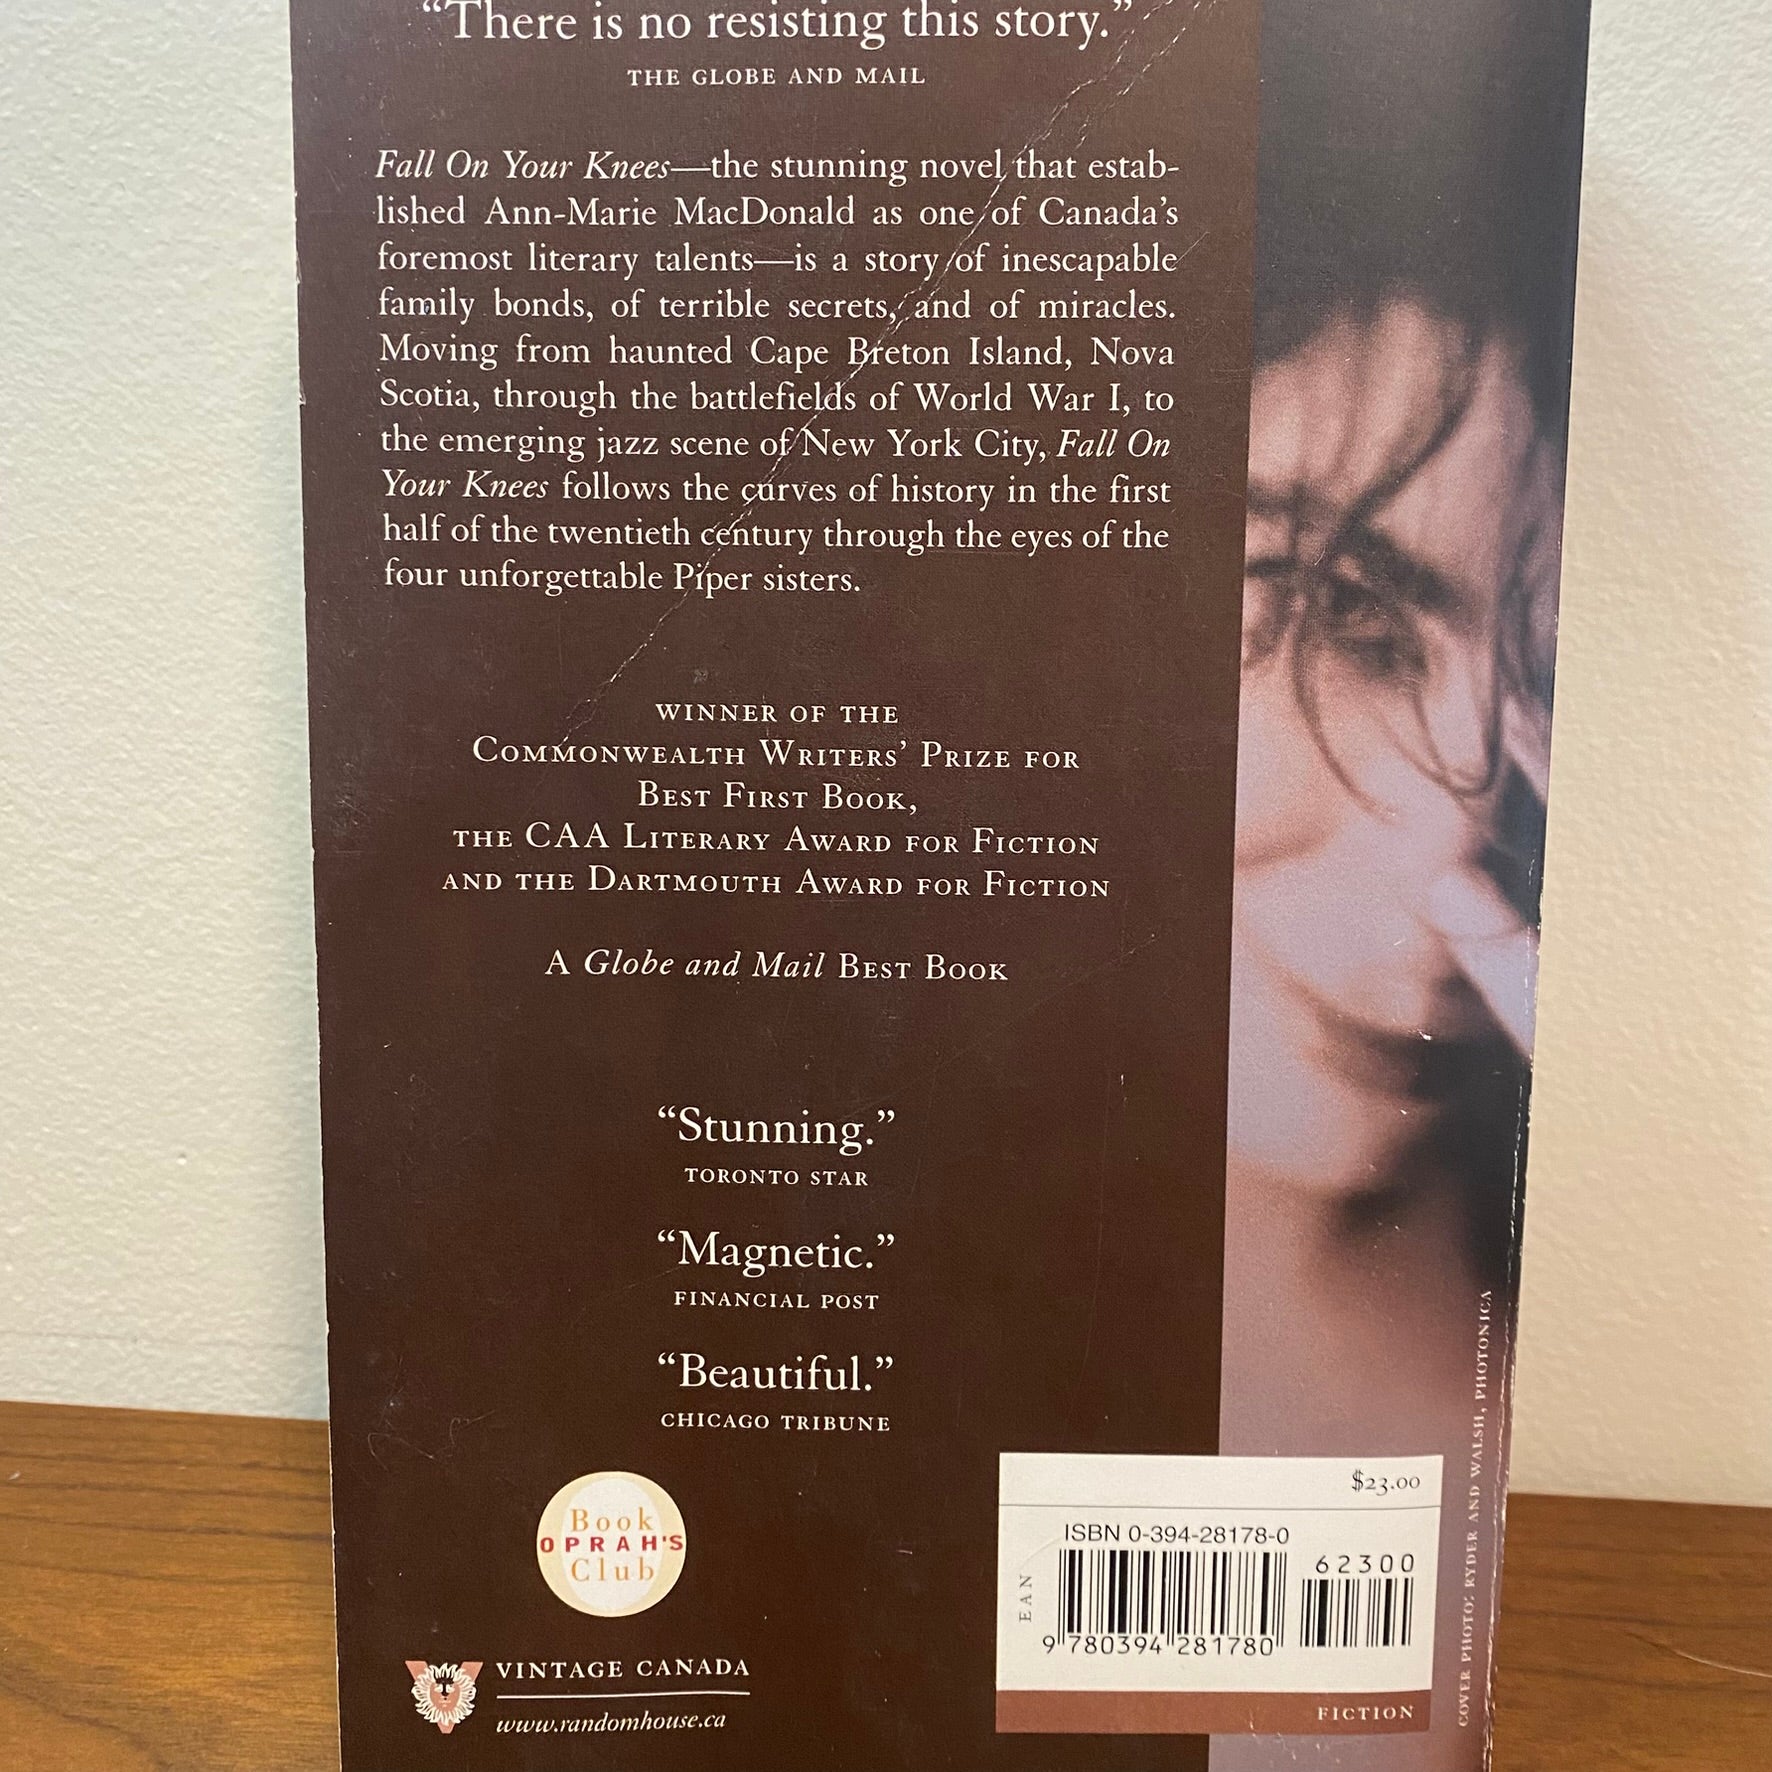 “There is no resisting this story.”
THE GLOBE AND MAIL
Fall On Your Knees—the stunning novel that estab-
lished Ann-Marie MacDonald as one of Canada’s
foremost literary talents—is a story of inescapable
family bonds, of terrible secrets, and of miracles.
Moving from haunted Cape Breton Island, Nova
Scotia, through the battlefields of World War I, to
the emerging jazz scene of New York City, Fall On
Your Knees follows the curves of history in the first
half of the twentieth century through the eyes of the
four unforgettable Piper sisters.
WINNER OF THE
COMMONWEALTH WRITERS’ PRIZE FOR
BEST FIRST BOOK,
THE CAA LITERARY AWARD FOR FICTION
AND THE DARTMOUTH AWARD FOR FICTION
A Globe and Mail BEST BOOK
“Stunning.”
TORONTO STAR
“Magnetic.”
FINANCIAL POST
“Beautiful.”
CHICAGO TRIBUNE
Book
OPRAH'S
Club
VINTAGE CANADA
www.randomhouse.ca
$23.00
ISBN 0-394-28178-0
62300
EAN
9 780394 281780
FICTION
COVER PHOTO: RYDER AND WALSH, PHOTONICA